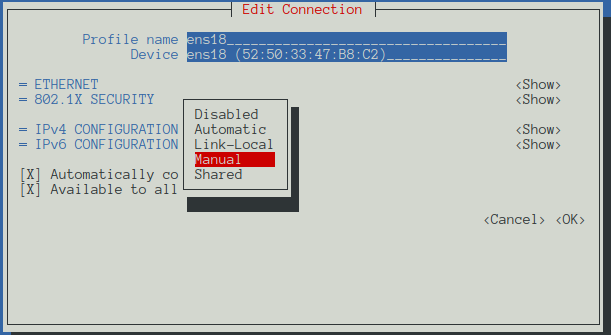 Edit Connection
Profile name ens18
Device ens18 (52:50:33:47:B8:C2)
= ETHERNET <Show>
= 802.1X SECURITY <Show>
Disabled
Automatic
= IPv4 CONFIGURATION <Show>
Link-Local
= IPv6 CONFIGURATION <Show>
Manual
Shared
[X] Automatically co
[X] Available to all
<Cancel> <OK>